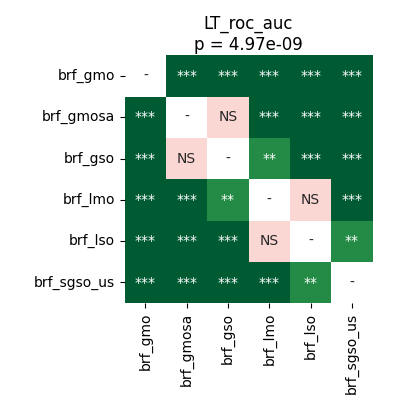 LT_roc_auc
p = 4.97e-09
brf_gmo - *** *** *** *** ***
brf_gmosa *** - NS *** *** ***
brf_gso *** NS - ** *** ***
brf_lmo *** *** ** - NS ***
brf_lso *** *** *** NS - **
brf_sgso_us *** *** *** *** ** -
brf_gmo brf_gmosa brf_gso brf_lmo brf_lso brf_sgso_us